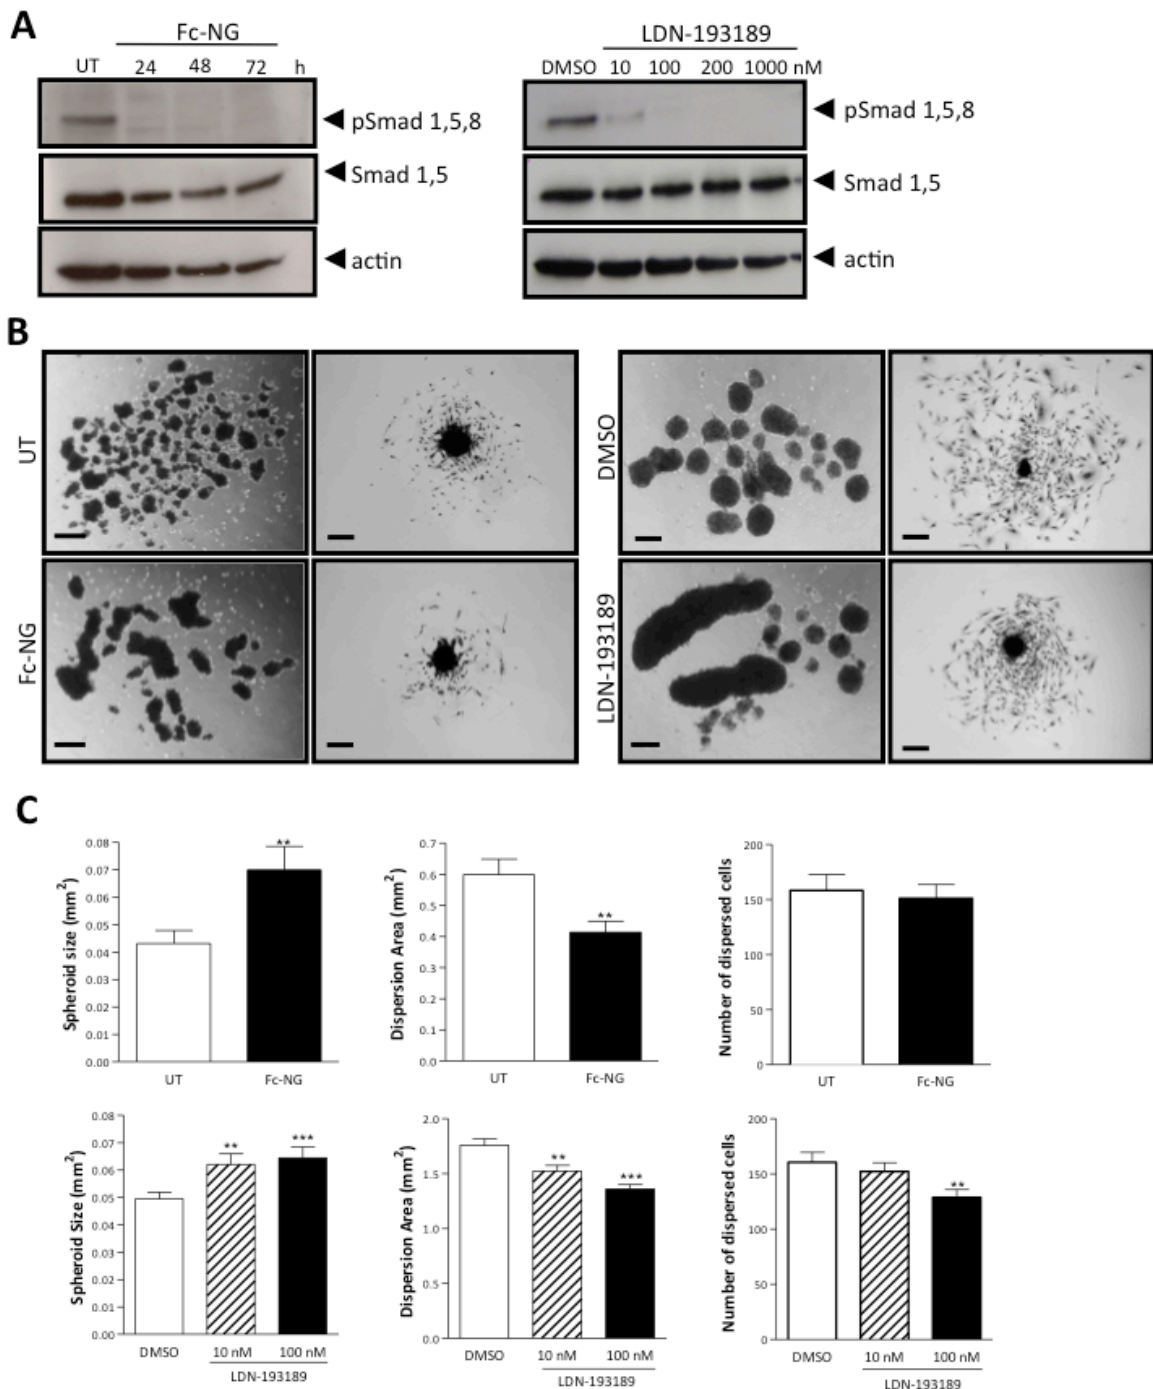 A
Fc-NG
UT 24 48 72 h
pSmad 1,5,8
Smad 1,5
actin
LDN-193189
DMSO 10 100 200 1000 nM
pSmad 1,5,8
Smad 1,5
actin
B
UT
Fc-NG
DMSO
LDN-193189
C
Spheroid size (mm²)
0.08
0.07
0.06
0.05
0.04
0.03
0.02
0.01
0.00
**
UT Fc-NG
Dispersion Area (mm²)
0.7
0.6
0.5
0.4
0.3
0.2
0.1
0.0
**
UT Fc-NG
Number of dispersed cells
200
150
100
50
0
UT Fc-NG
Spheroid Size (mm²)
0.08
0.07
0.06
0.05
0.04
0.03
0.02
0.01
0.00
** ***
DMSO 10 nM 100 nM
LDN-193189
Dispersion Area (mm²)
2.0
1.5
1.0
0.5
0.0
** ***
DMSO 10 nM 100 nM
LDN-193189
Number of dispersed cells
200
150
100
50
0
**
DMSO 10 nM 100 nM
LDN-193189